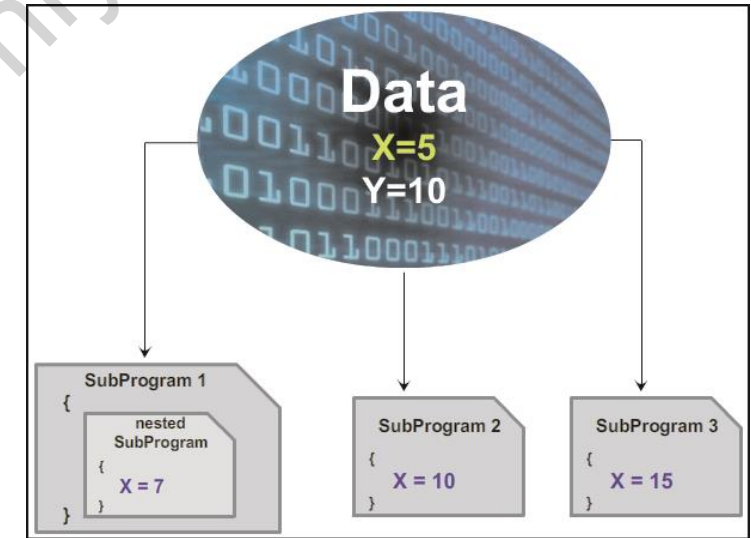 Data
X=5
Y=10
SubProgram 1
{
nested
SubProgram
{
X = 7
}
}
SubProgram 2
{
X = 10
}
SubProgram 3
{
X = 15
}